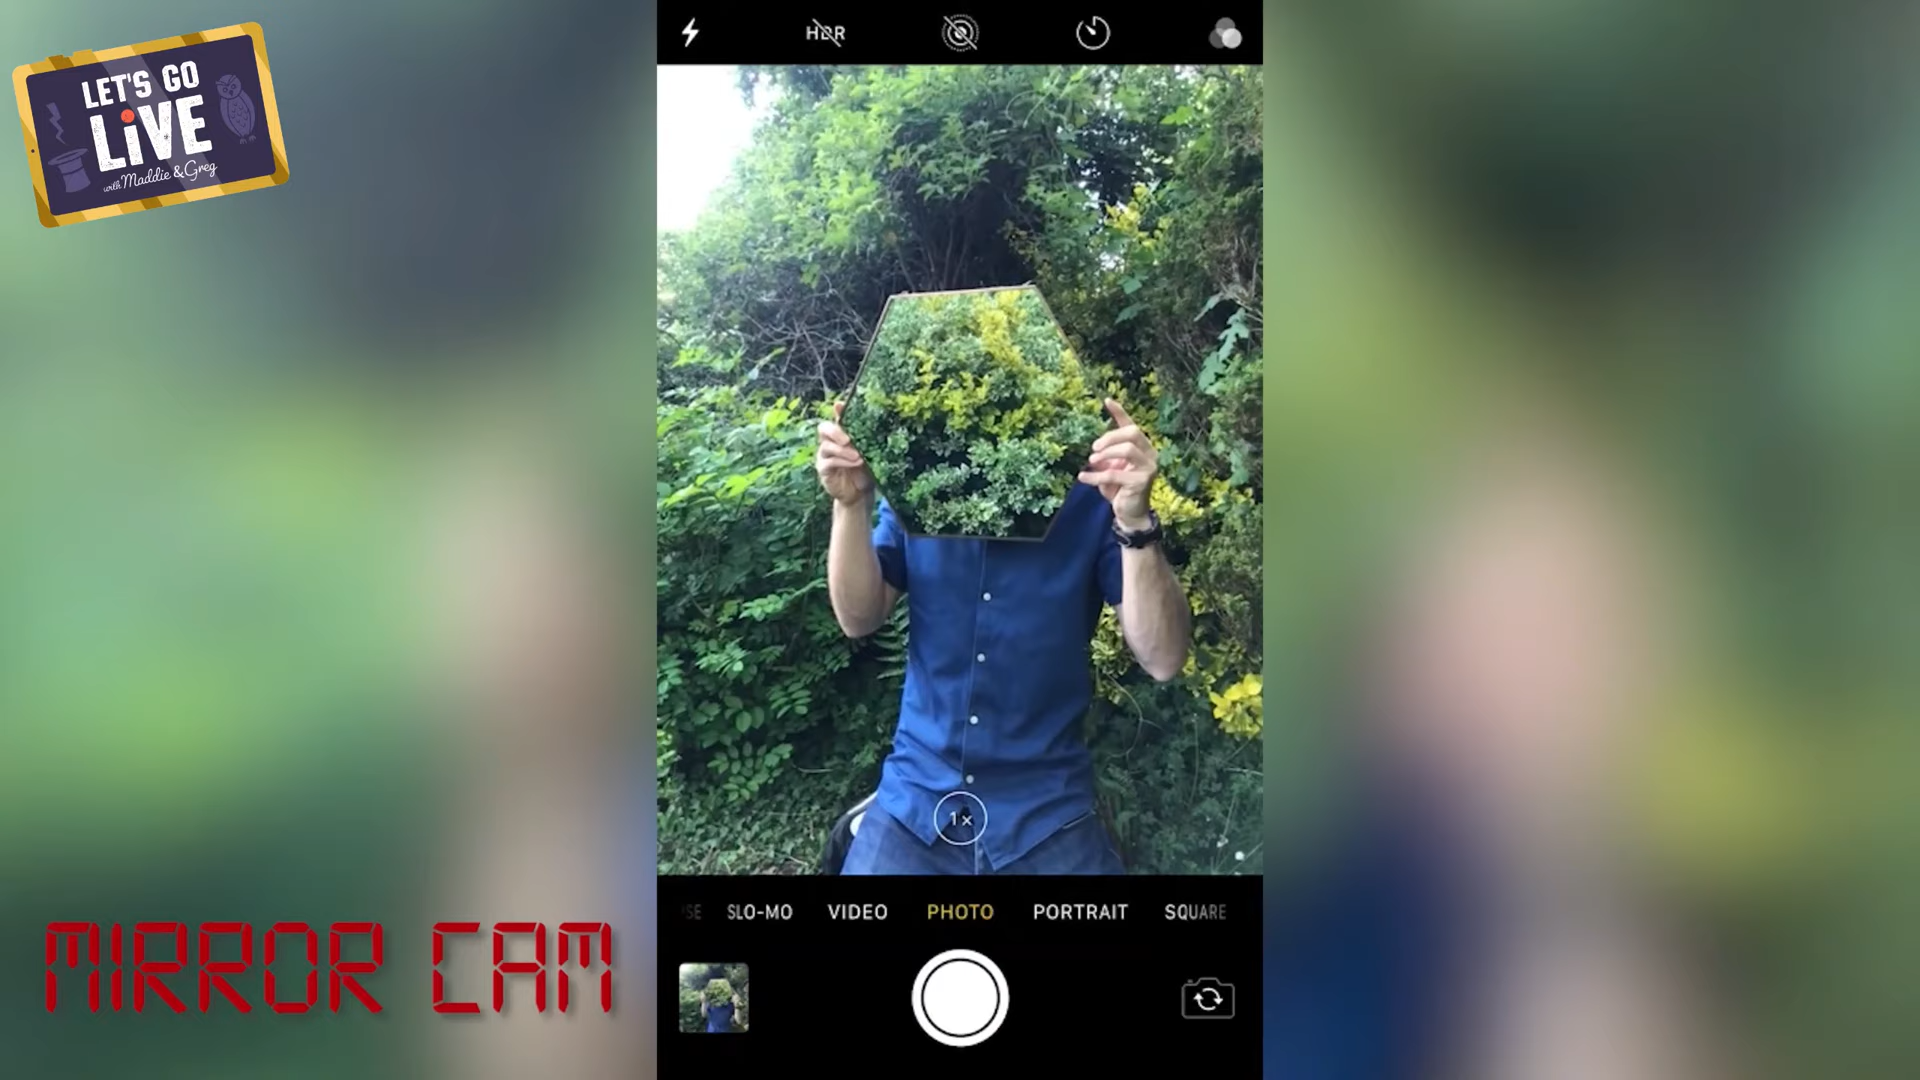 LET'S GO
LiVE
with Maddie & Greg
HDR
1×
SE SLO-MO VIDEO PHOTO PORTRAIT SQUARE
MIRROR CAM